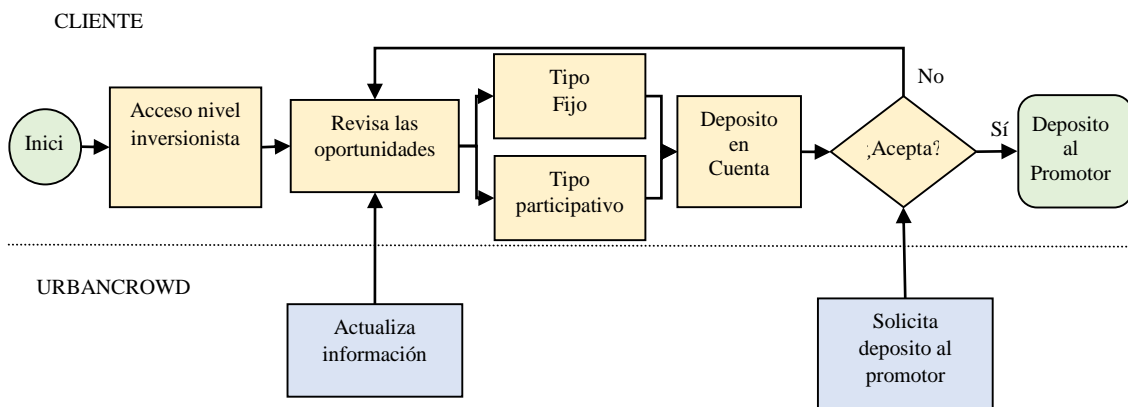 CLIENTE
Inici
Acceso nivel
inversionista
Revisa las
oportunidades
Tipo
Fijo
Tipo
participativo
Deposito
en
Cuenta
¿Acepta?
No
Sí
Deposito
al
Promotor
URBANCROWD
Actualiza
información
Solicita
deposito al
promotor